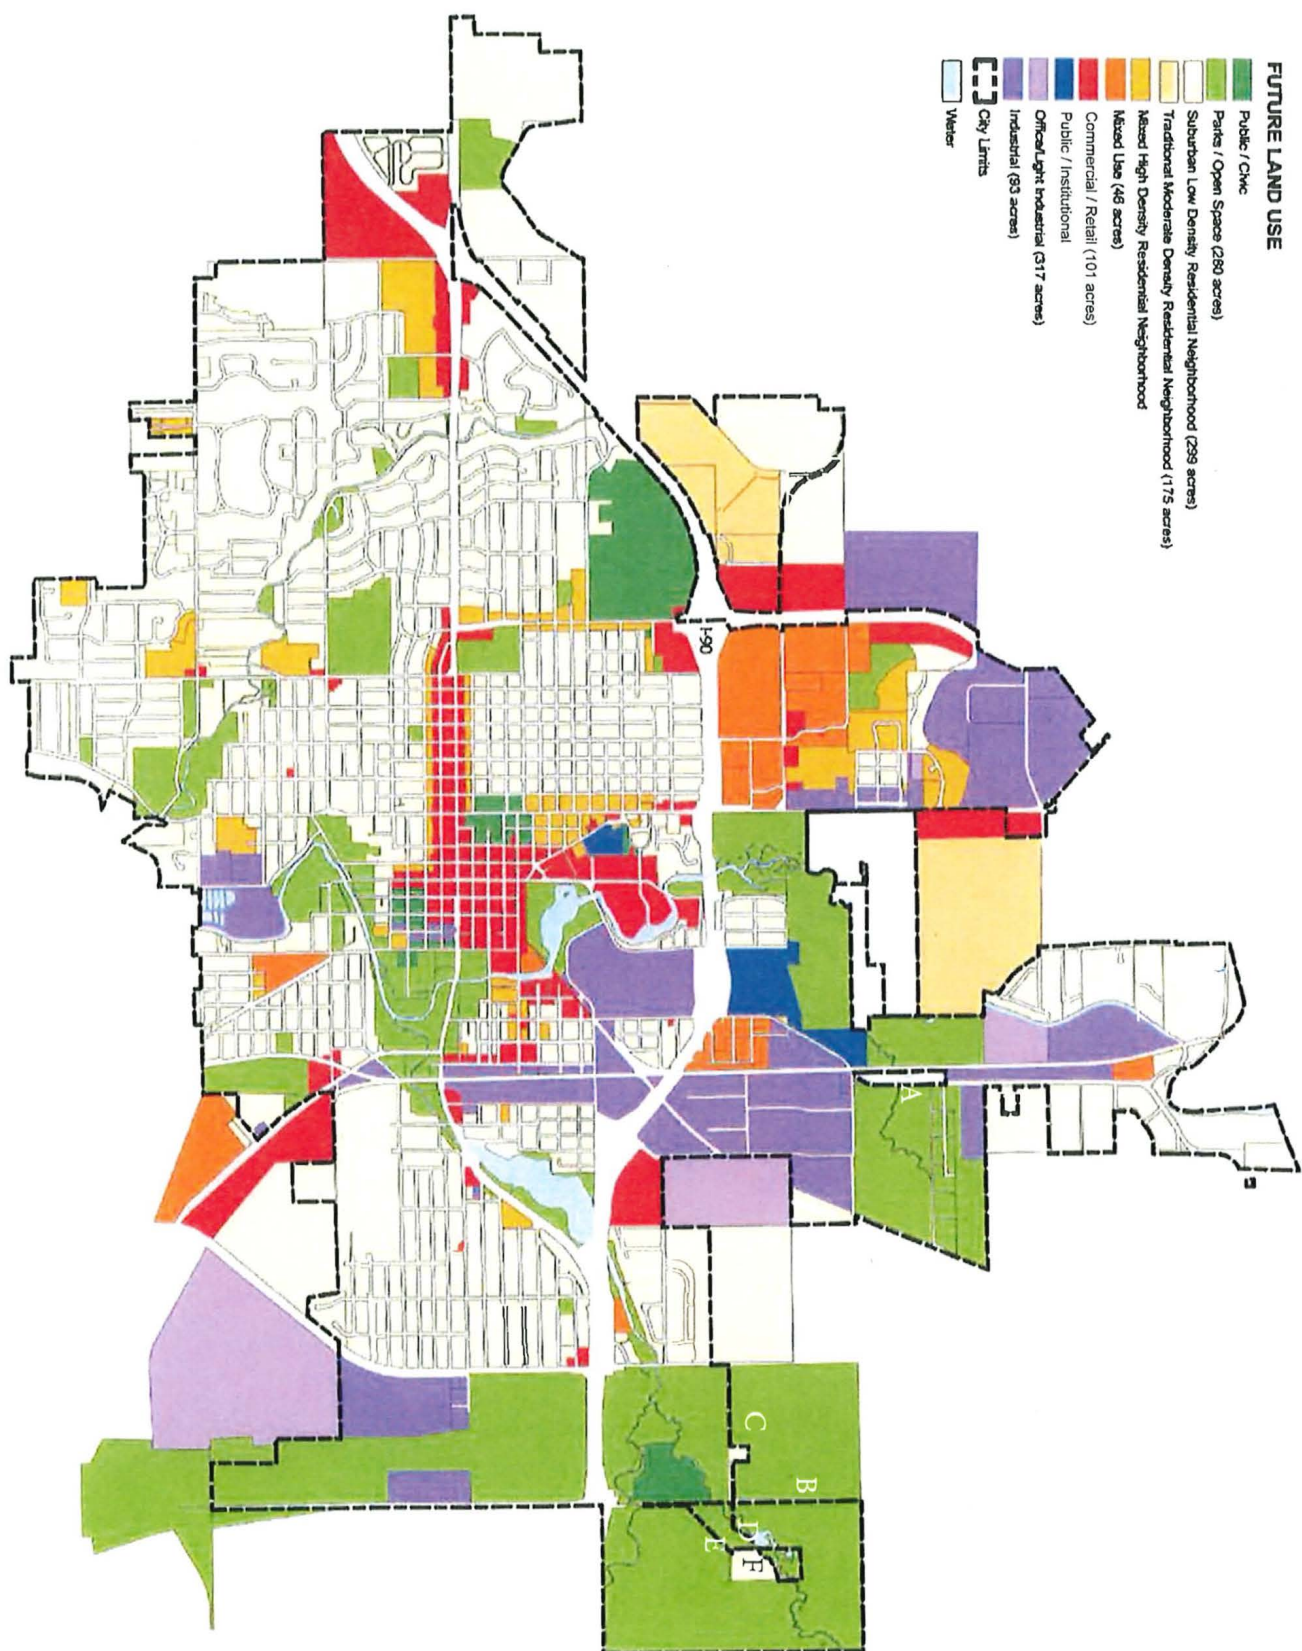 FUTURE LAND USE
Public / Civic
Parks / Open Space (280 acres)
Suburban Low Density Residential Neighborhood (299 acres)
Traditional Moderate Density Residential Neighborhood (175 acres)
Mixed High Density Residential Neighborhood
Mixed Use (46 acres)
Commercial / Retail (101 acres)
Public / Institutional
Office/Light Industrial (317 acres)
Industrial (93 acres)
City Limits
Water
I-90
A
B
C
D
E
F